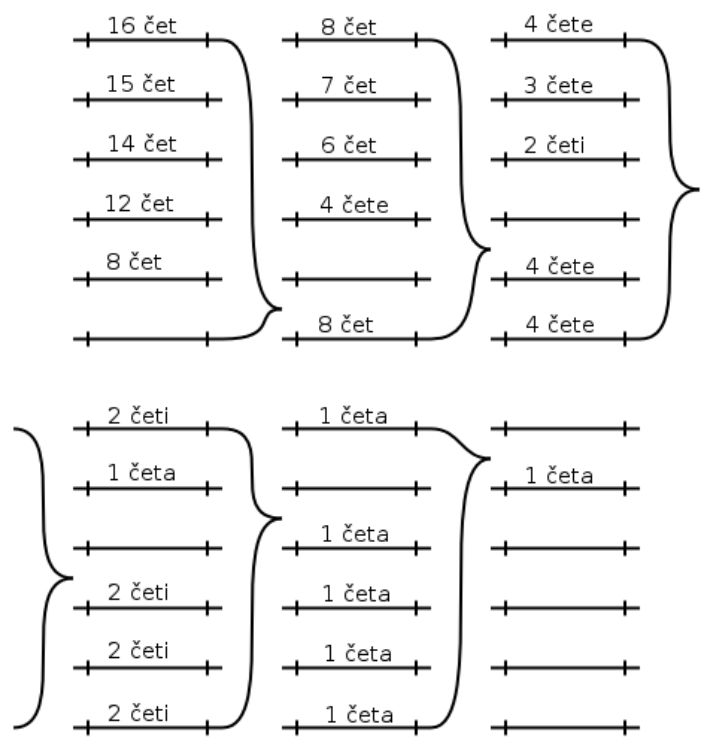 16 čet
15 čet
14 čet
12 čet
8 čet
8 čet
7 čet
6 čet
4 čete
8 čet
4 čete
3 čete
2 četi
4 čete
4 čete
2 četi
1 četa
2 četi
2 četi
2 četi
1 četa
1 četa
1 četa
1 četa
1 četa
1 četa